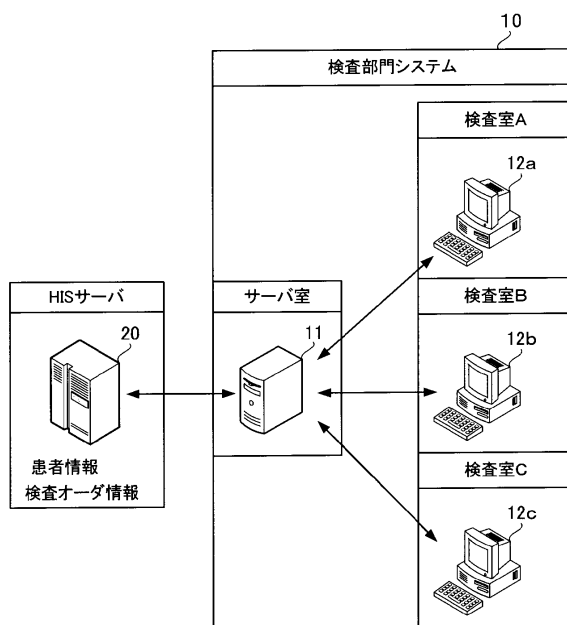 10
検査部門システム
検査室A
12a
検査室B
12b
検査室C
12c
サーバ室
11
HISサーバ
20
患者情報
検査オーダ情報